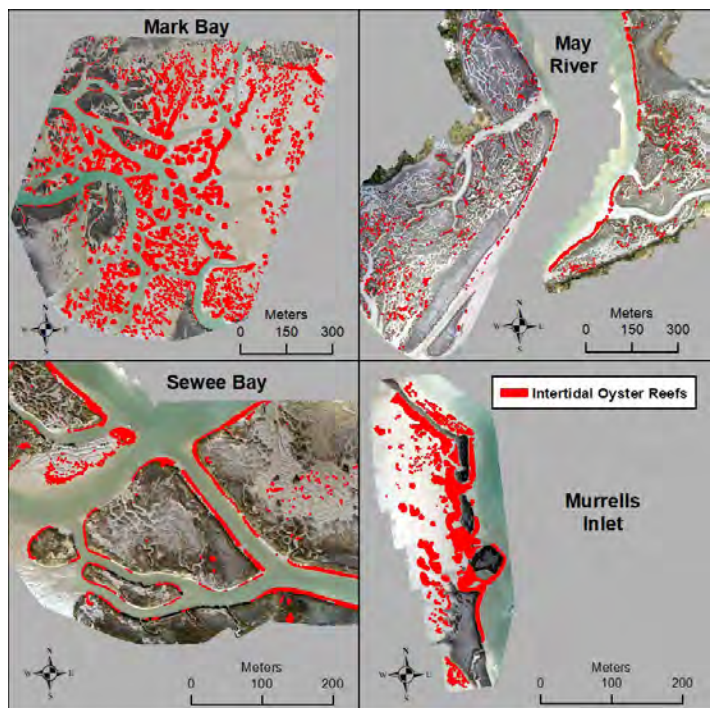 Mark Bay
N
W E
S
Meters
0 150 300
May
River
N
W E
S
Meters
0 150 300
Sewee Bay
N
W E
S
Meters
0 100 200
Intertidal Oyster Reefs
Murrells
Inlet
N
W E
S
Meters
0 100 200